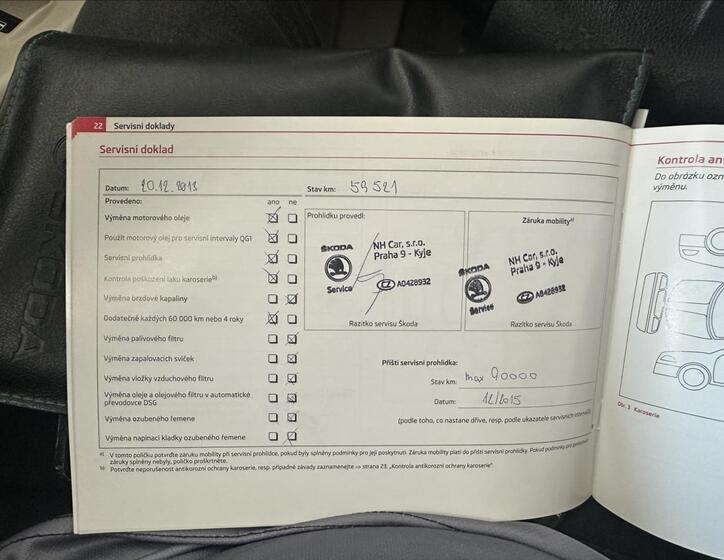 22 Servisní doklady
Servisní doklad
Datum: 20.12.2013 Stav km: 59521
Provedeno: ano ne
Výměna motorového oleje
Použit motorový olej pro servisní intervaly QG1
Servisní prohlídka
Kontrola poškození laku karoserie b)
Výměna brzdové kapaliny
Dodatečně každých 60 000 km nebo 4 roky
Výměna palivového filtru
Výměna zapalovacích svíček
Výměna vložky vzduchového filtru
Výměna oleje a olejového filtru v automatické
převodovce DSG
Výměna ozubeného řemene
Výměna napínací kladky ozubeného řemene
Prohlídku provedl:
ŠKODA
Service
NH Car, s.r.o.
Praha 9 - Kyje
CZ A0428932
Razítko servisu Škoda
Záruka mobility a)
ŠKODA
Service
NH Car, s.r.o.
Praha 9 - Kyje
CZ A0428932
Razítko servisu Škoda
Příští servisní prohlídka:
Stav km: max 90000
Datum: 12/2015
(podle toho, co nastane dříve, resp. podle ukazatele servisních intervalů)
a) V tomto políčku potvrďte záruku mobility při servisní prohlídce, pokud byly splněny podmínky pro její poskytnutí. Záruka mobility platí do příští servisní prohlídky. Pokud podmínky pro poskytnutí
záruky splněny nebyly, políčko proškrtněte.
b) Potvrďte neporušenost antikorozní ochrany karoserie, resp. případné závady zaznamenejte ⇒ strana 23, „Kontrola antikorozní ochrany karoserie“.
Kontrola an
Do obrázku ozn
výměnu.
Obr. 3 Karoserie
ŠKODA